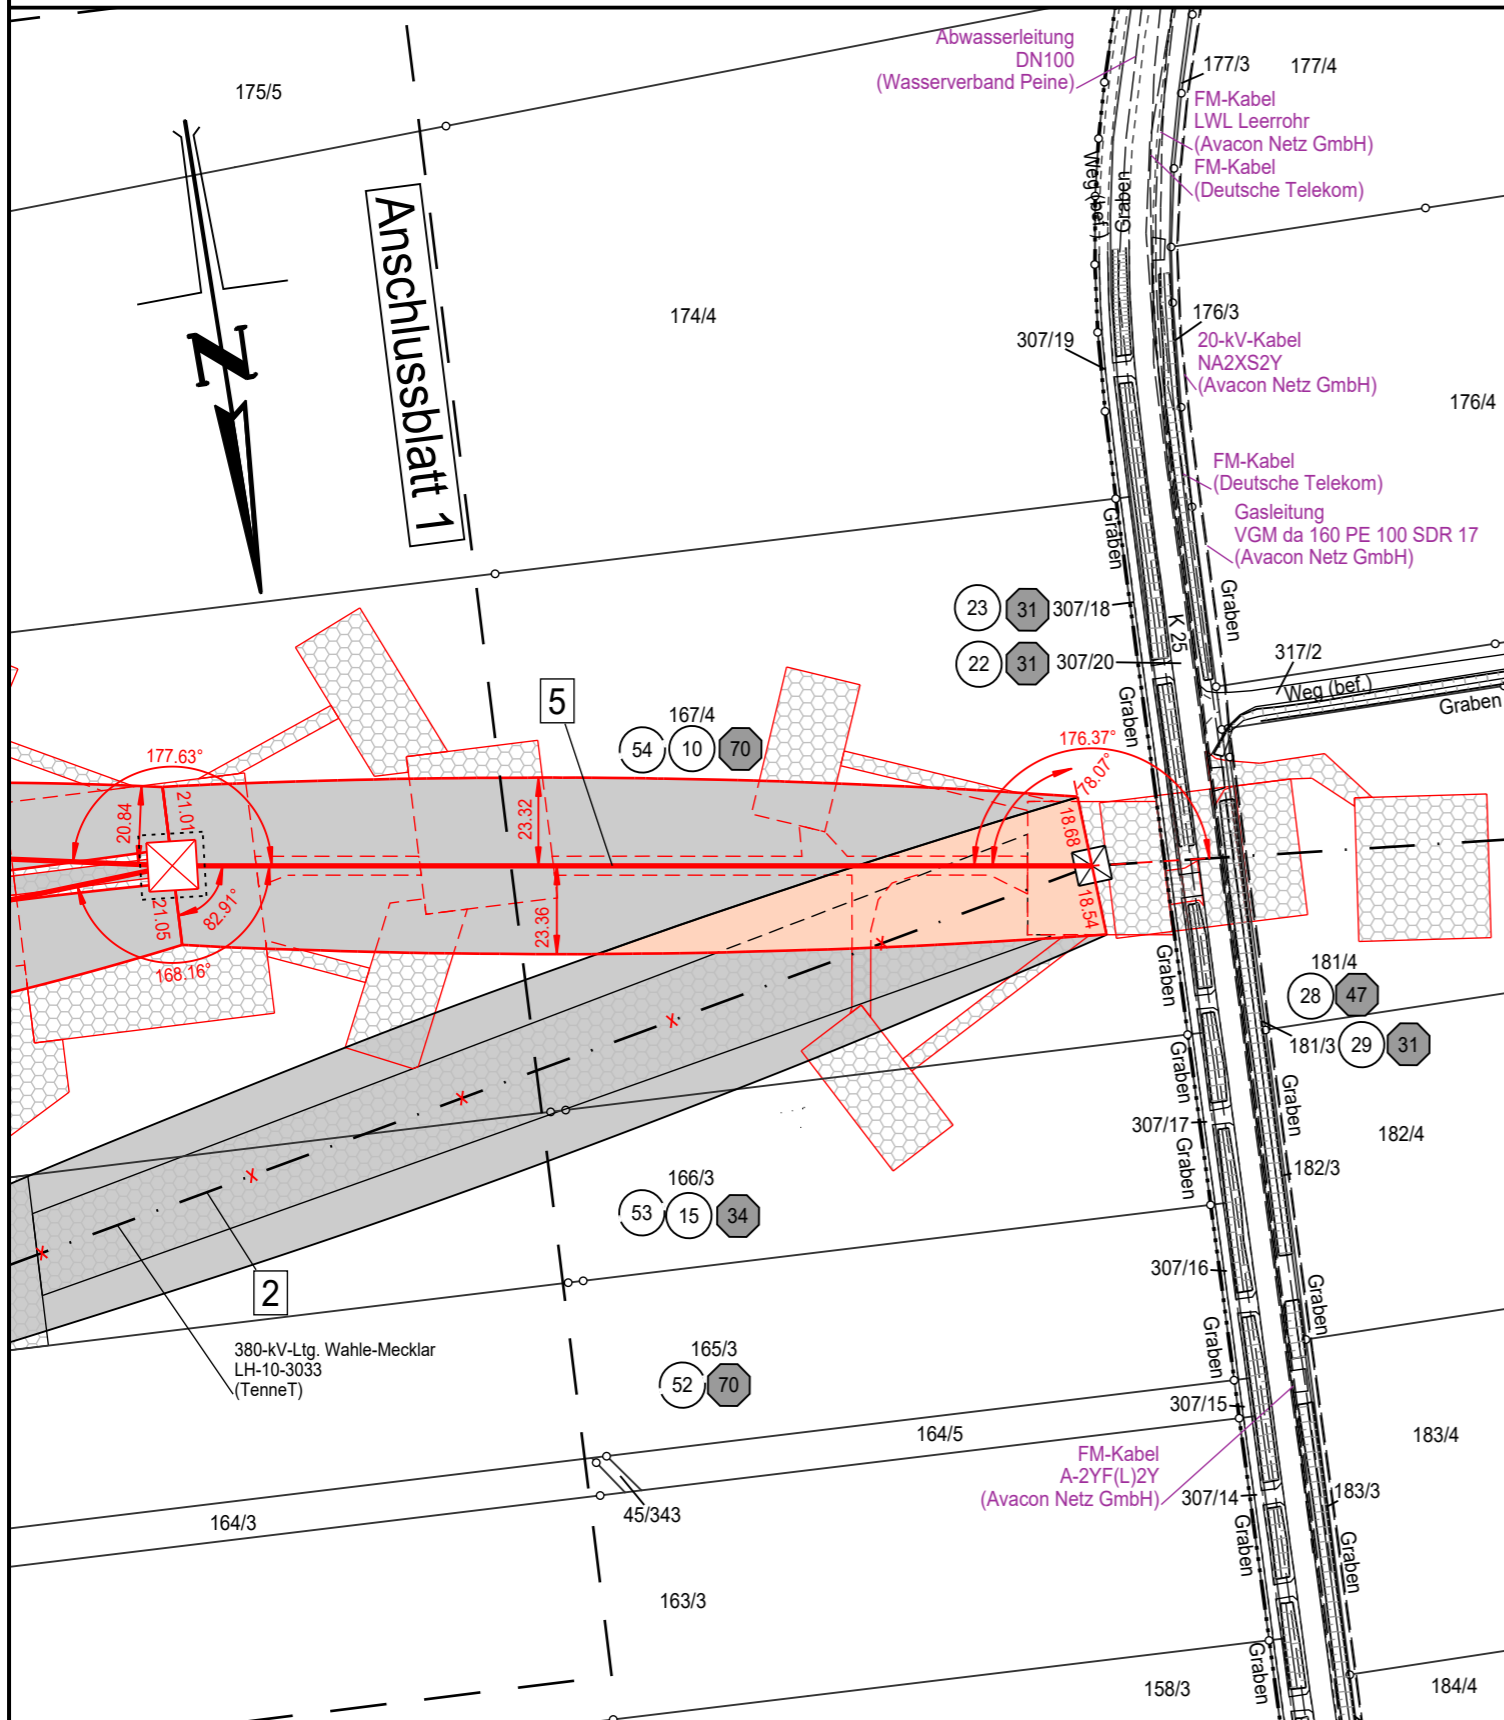 Abwasserleitung
DN100
(Wasserverband Peine)
175/5
177/3
177/4
FM-Kabel
LWL Leerrohr
(Avacon Netz GmbH)
FM-Kabel
(Deutsche Telekom)
Weg (bef.)
Graben
N
Anschlussblatt 1
174/4
307/19
176/3
20-kV-Kabel
NA2XS2Y
(Avacon Netz GmbH)
176/4
FM-Kabel
(Deutsche Telekom)
Gasleitung
VGM da 160 PE 100 SDR 17
(Avacon Netz GmbH)
Graben
Graben
23 31 307/18
K 25
22 31 307/20
317/2
Weg (bef.)
Graben
Graben
5
167/4
54 10 70
177.63°
176.37°
78.07°
20.84
21.01
23.32
18.68
21.05
82.91°
23.36
18.54
168.16°
Graben
181/4
28 47
181/3 29 31
Graben
Graben
307/17
182/4
Graben
182/3
166/3
53 15 34
2
307/16
Graben
Graben
380-kV-Ltg. Wahle-Mecklar
LH-10-3033
(TenneT)
165/3
52 70
307/15
164/5
183/4
FM-Kabel
A-2YF(L)2Y
(Avacon Netz GmbH)
307/14
183/3
164/3
45/343
Graben
Graben
163/3
Graben
158/3
184/4